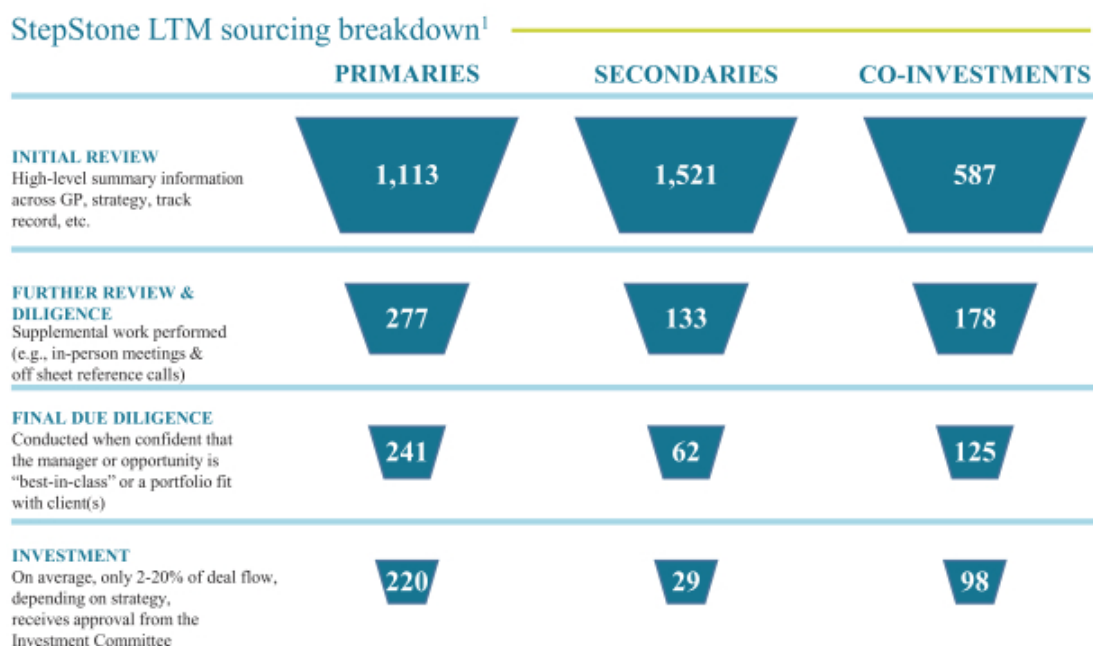 StepStone LTM sourcing breakdown¹
PRIMARIES SECONDARIES CO-INVESTMENTS
INITIAL REVIEW
High-level summary information
across GP, strategy, track
record, etc.
1,113 1,521 587
FURTHER REVIEW &
DILIGENCE
Supplemental work performed
(e.g., in-person meetings &
off sheet reference calls)
277 133 178
FINAL DUE DILIGENCE
Conducted when confident that
the manager or opportunity is
“best-in-class” or a portfolio fit
with client(s)
241 62 125
INVESTMENT
On average, only 2-20% of deal flow,
depending on strategy,
receives approval from the
Investment Committee
220 29 98